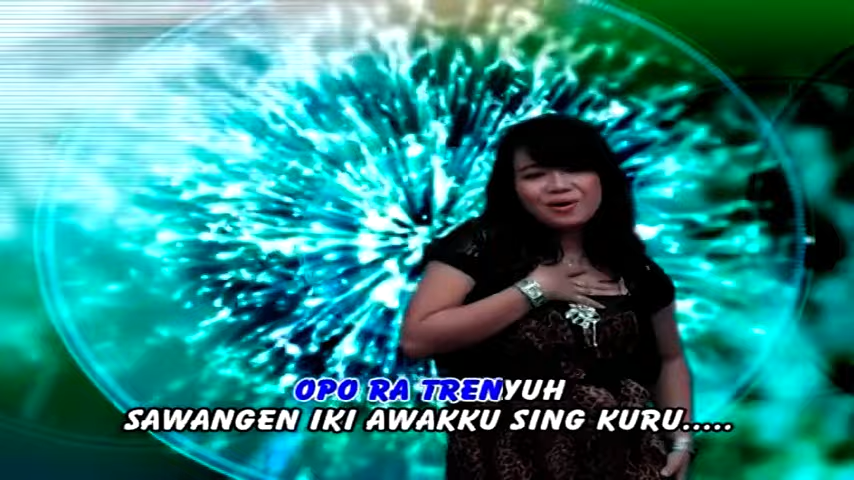 OPO RA TRENYUH
SAWANGEN IKI AWAKKU SING KURU.....